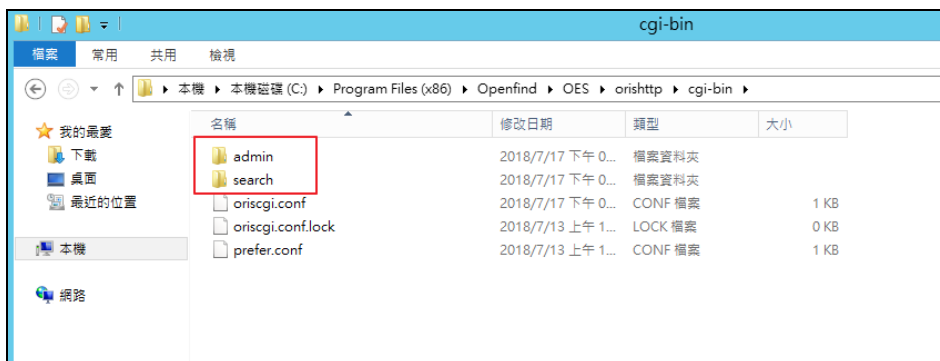 cgi-bin
檔案 常用 共用 檢視
本機 本機磁碟 (C:) Program Files (x86) Openfind OES orishttp cgi-bin
名稱 修改日期 類型 大小
我的最愛
下載
桌面
最近的位置
本機
網路
admin 2018/7/17 下午 0... 檔案資料夾
search 2018/7/17 下午 0... 檔案資料夾
oriscgi.conf 2018/7/17 下午 0... CONF 檔案 1 KB
oriscgi.conf.lock 2018/7/13 上午 1... LOCK 檔案 0 KB
prefer.conf 2018/7/13 上午 1... CONF 檔案 1 KB